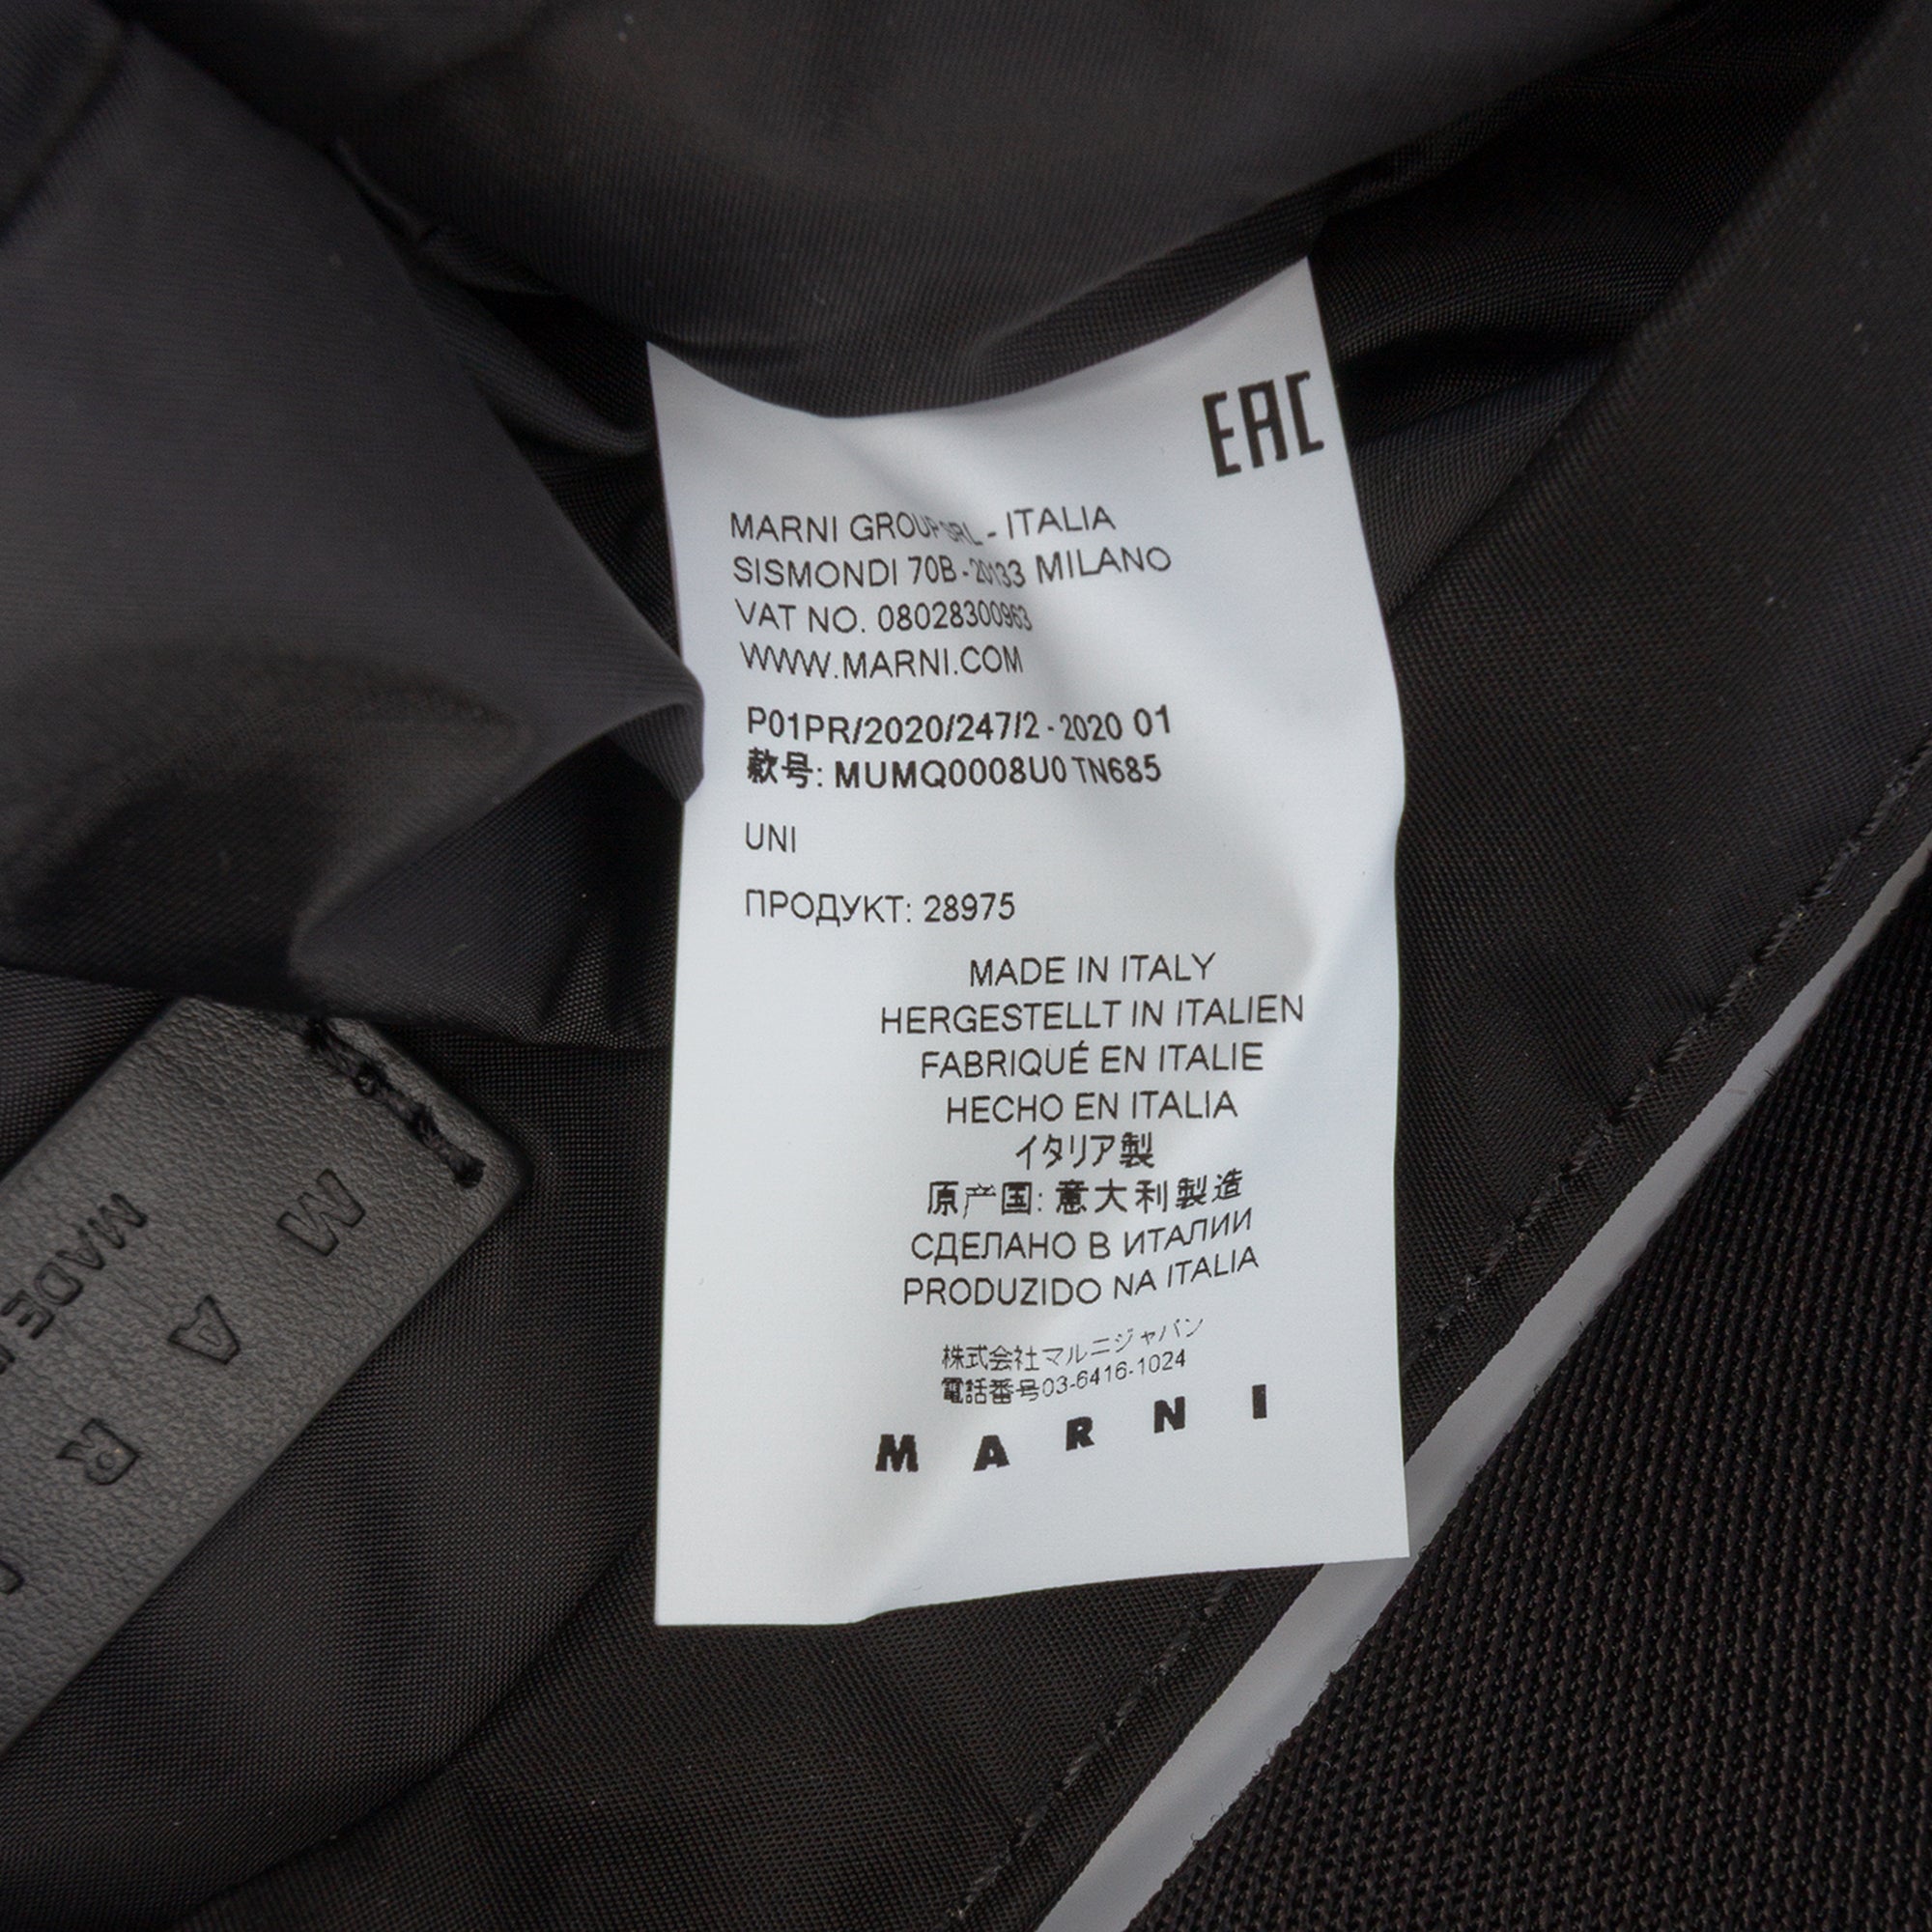 EAC
MARNI GROUP SRL - ITALIA
SISMONDI 70B - 20133 MILANO
VAT NO. 08028300963
WWW.MARNI.COM
P01PR/2020/247/2 - 2020 01
款号: MUMQ0008U0 TN685
UNI
ПРОДУКТ: 28975
MADE IN ITALY
HERGESTELLT IN ITALIEN
FABRIQUÉ EN ITALIE
HECHO EN ITALIA
イタリア製
原产国: 意大利製造
СДЕЛАНО В ИТАЛИИ
PRODUZIDO NA ITALIA
株式会社マルニジャパン
電話番号03-6416-1024
MARNI
M A R
MADE